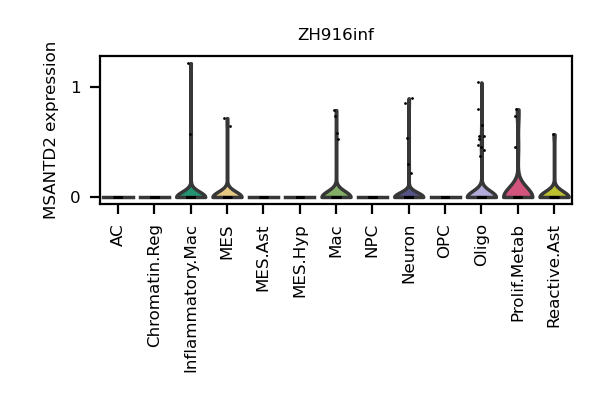 ZH916inf
MSANTD2 expression
1
0
AC
Chromatin.Reg
Inflammatory.Mac
MES
MES.Ast
MES.Hyp
Mac
NPC
Neuron
OPC
Oligo
Prolif.Metab
Reactive.Ast